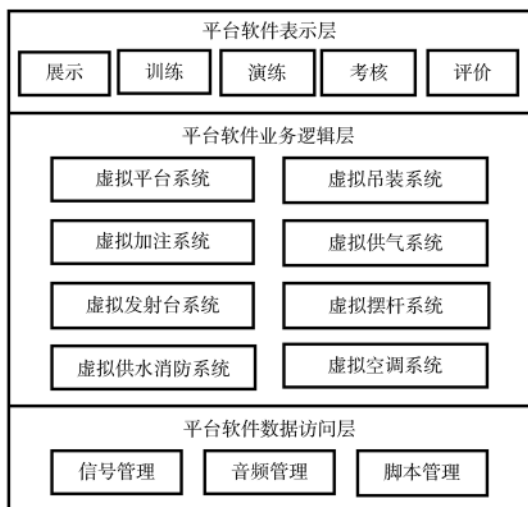 平台软件表示层
展示 训练 演练 考核 评价
平台软件业务逻辑层
虚拟平台系统 虚拟吊装系统
虚拟加注系统 虚拟供气系统
虚拟发射台系统 虚拟摆杆系统
虚拟供水消防系统 虚拟空调系统
平台软件数据访问层
信号管理 音频管理 脚本管理